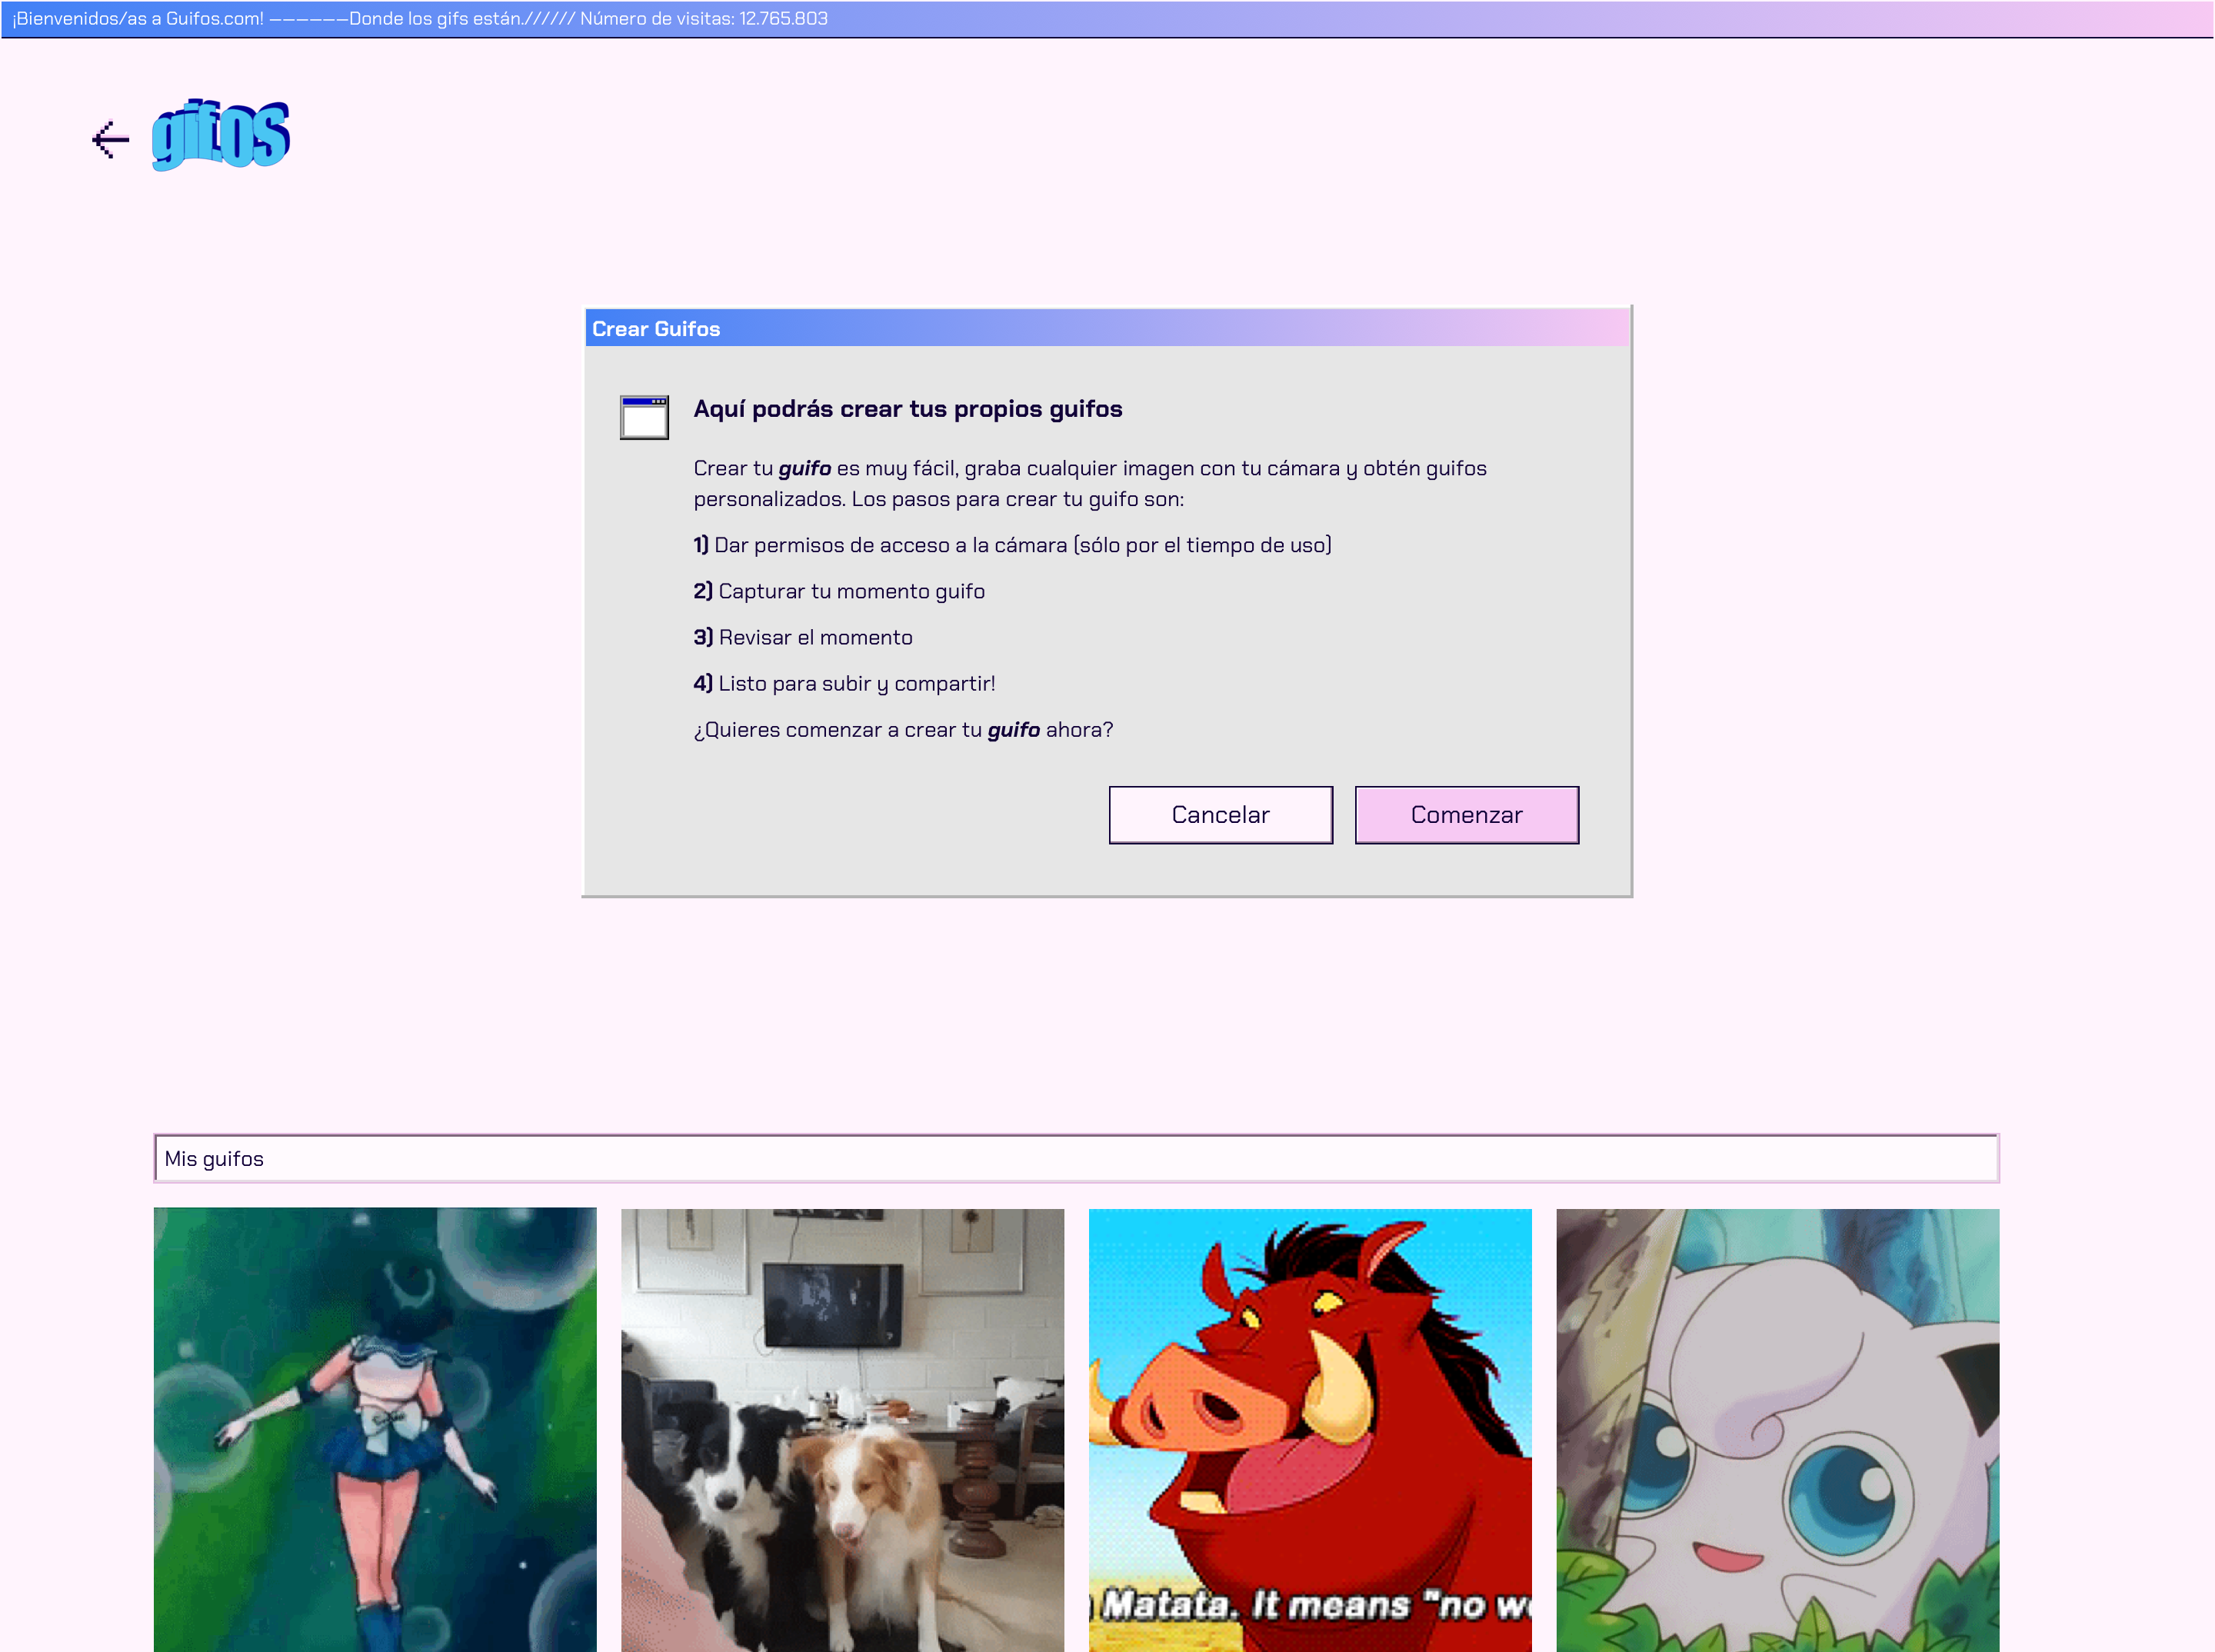 ¡Bienvenidos/as a Guifos.com! ——————Donde los gifs están.////// Número de visitas: 12.765.803
gifos
Crear Guifos
Aquí podrás crear tus propios guifos
Crear tu guifo es muy fácil, graba cualquier imagen con tu cámara y obtén guifos
personalizados. Los pasos para crear tu guifo son:
1) Dar permisos de acceso a la cámara (sólo por el tiempo de uso)
2) Capturar tu momento guifo
3) Revisar el momento
4) Listo para subir y compartir!
¿Quieres comenzar a crear tu guifo ahora?
Cancelar
Comenzar
Mis guifos
Matata. It means "no